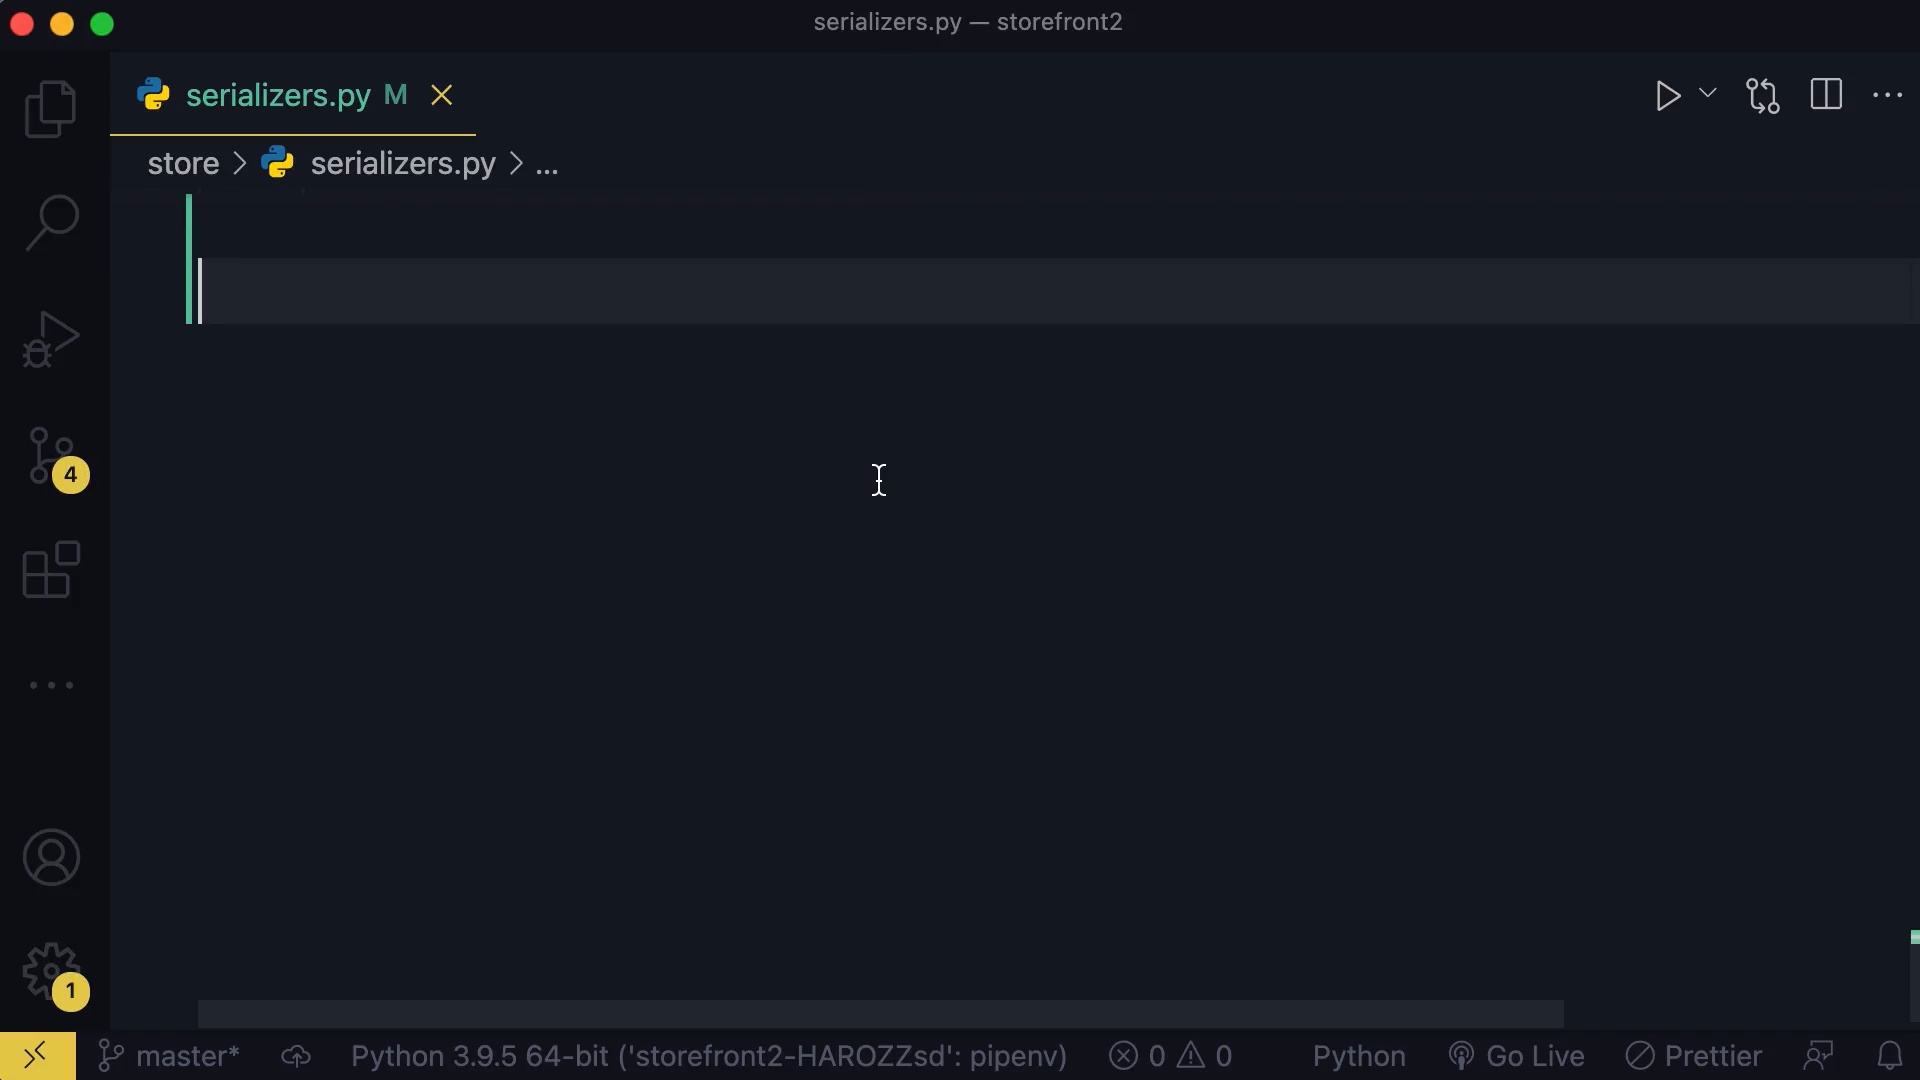 serializers.py — storefront2
serializers.py M
store > serializers.py > ...
4
1
master* Python 3.9.5 64-bit ('storefront2-HAROZZsd': pipenv) 0 0 Python Go Live Prettier